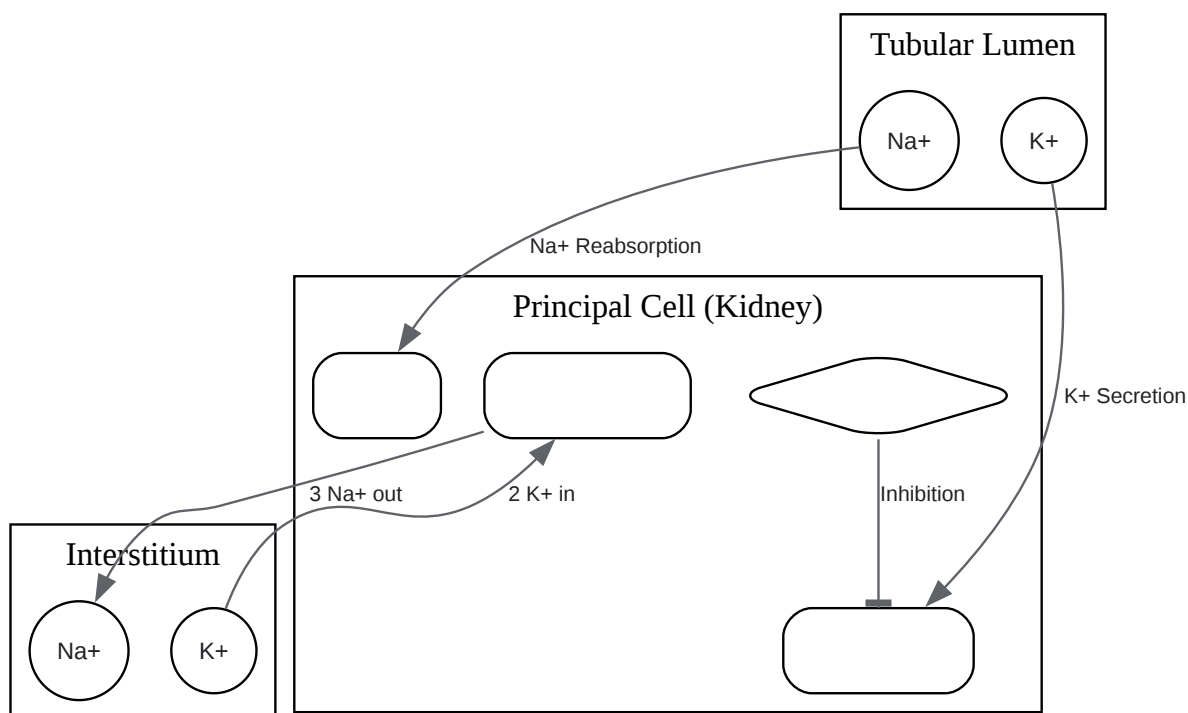 Tubular Lumen
Na+
K+
Na+ Reabsorption
Principal Cell (Kidney)
K+ Secretion
3 Na+ out
2 K+ in
Inhibition
Interstitium
Na+
K+